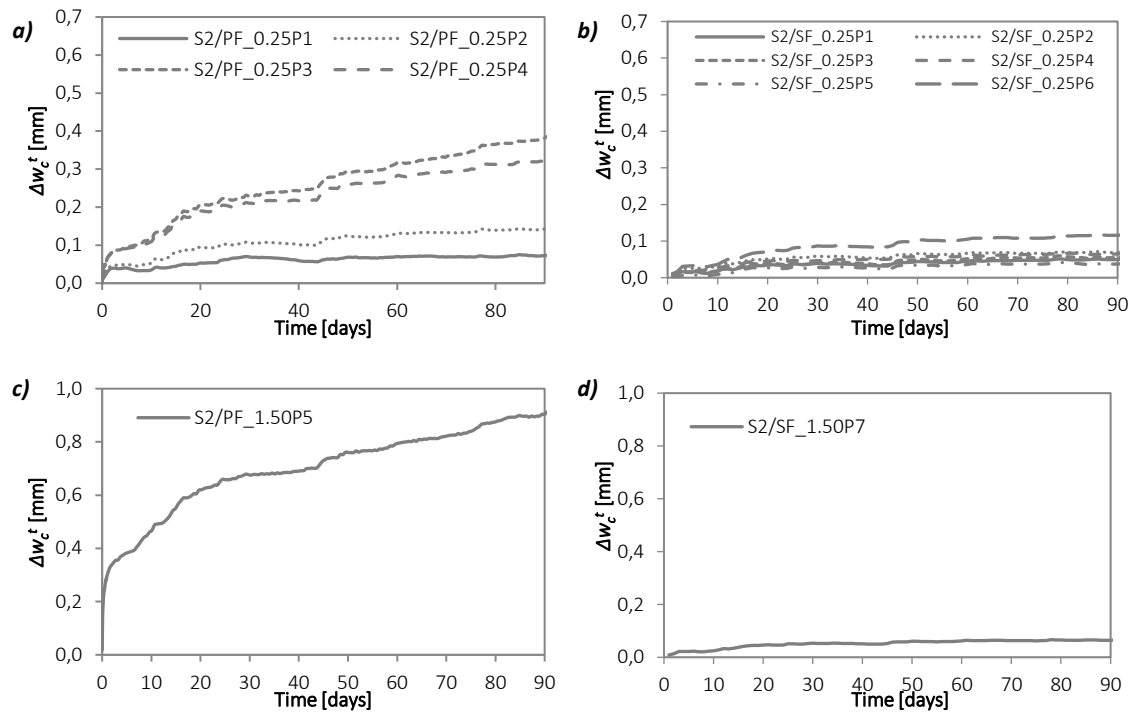 a)
0,7
0,6
0,5
0,4
0,3
0,2
0,1
0,0
Δw_c^t [mm]
S2/PF_0.25P1 S2/PF_0.25P2
S2/PF_0.25P3 S2/PF_0.25P4
0 20 40 60 80
Time [days]
b)
0,7
0,6
0,5
0,4
0,3
0,2
0,1
0,0
Δw_c^t [mm]
S2/SF_0.25P1 S2/SF_0.25P2
S2/SF_0.25P3 S2/SF_0.25P4
S2/SF_0.25P5 S2/SF_0.25P6
0 10 20 30 40 50 60 70 80 90
Time [days]
c)
1,0
0,8
0,6
0,4
0,2
0,0
Δw_c^t [mm]
S2/PF_1.50P5
0 10 20 30 40 50 60 70 80 90
Time [days]
d)
1,0
0,8
0,6
0,4
0,2
0,0
Δw_c^t [mm]
S2/SF_1.50P7
0 10 20 30 40 50 60 70 80 90
Time [days]